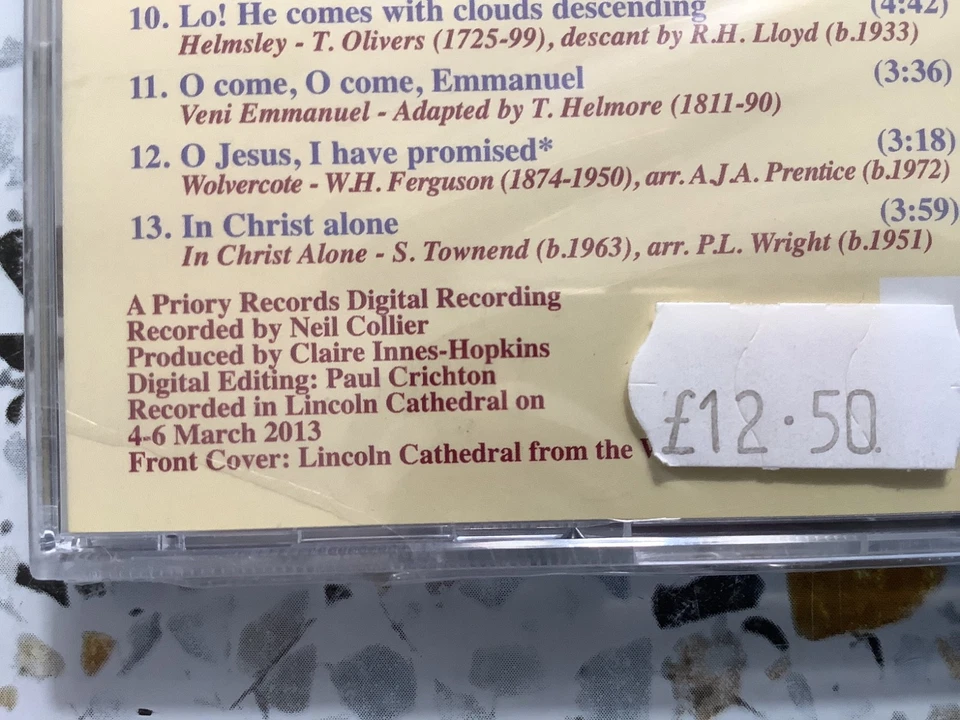 10. Lo! He comes with clouds descending (4:42)
Helmsley - T. Olivers (1725-99), descant by R.H. Lloyd (b.1933)
11. O come, O come, Emmanuel (3:36)
Veni Emmanuel - Adapted by T. Helmore (1811-90)
12. O Jesus, I have promised* (3:18)
Wolvercote - W.H. Ferguson (1874-1950), arr. A.J.A. Prentice (b.1972)
13. In Christ alone (3:59)
In Christ Alone - S. Townend (b.1963), arr. P.L. Wright (b.1951)
A Priory Records Digital Recording
Recorded by Neil Collier
Produced by Claire Innes-Hopkins
Digital Editing: Paul Crichton
Recorded in Lincoln Cathedral on
4-6 March 2013
Front Cover: Lincoln Cathedral from the
£12.50